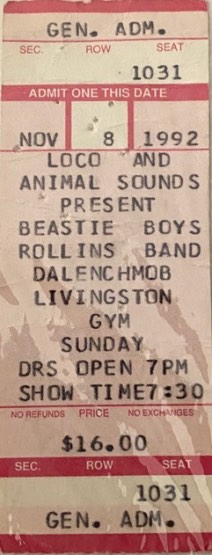 GEN. ADM.
SEC. ROW SEAT
1031
ADMIT ONE THIS DATE
NOV 8 1992
LOCO AND
ANIMAL SOUNDS
PRESENT
BEASTIE BOYS
ROLLINS BAND
DALENCHMOB
LIVINGSTON
GYM
SUNDAY
DRS OPEN 7PM
SHOW TIME7:30
NO REFUNDS PRICE NO EXCHANGES
$16.00
SEC. ROW SEAT
1031
GEN. ADM.